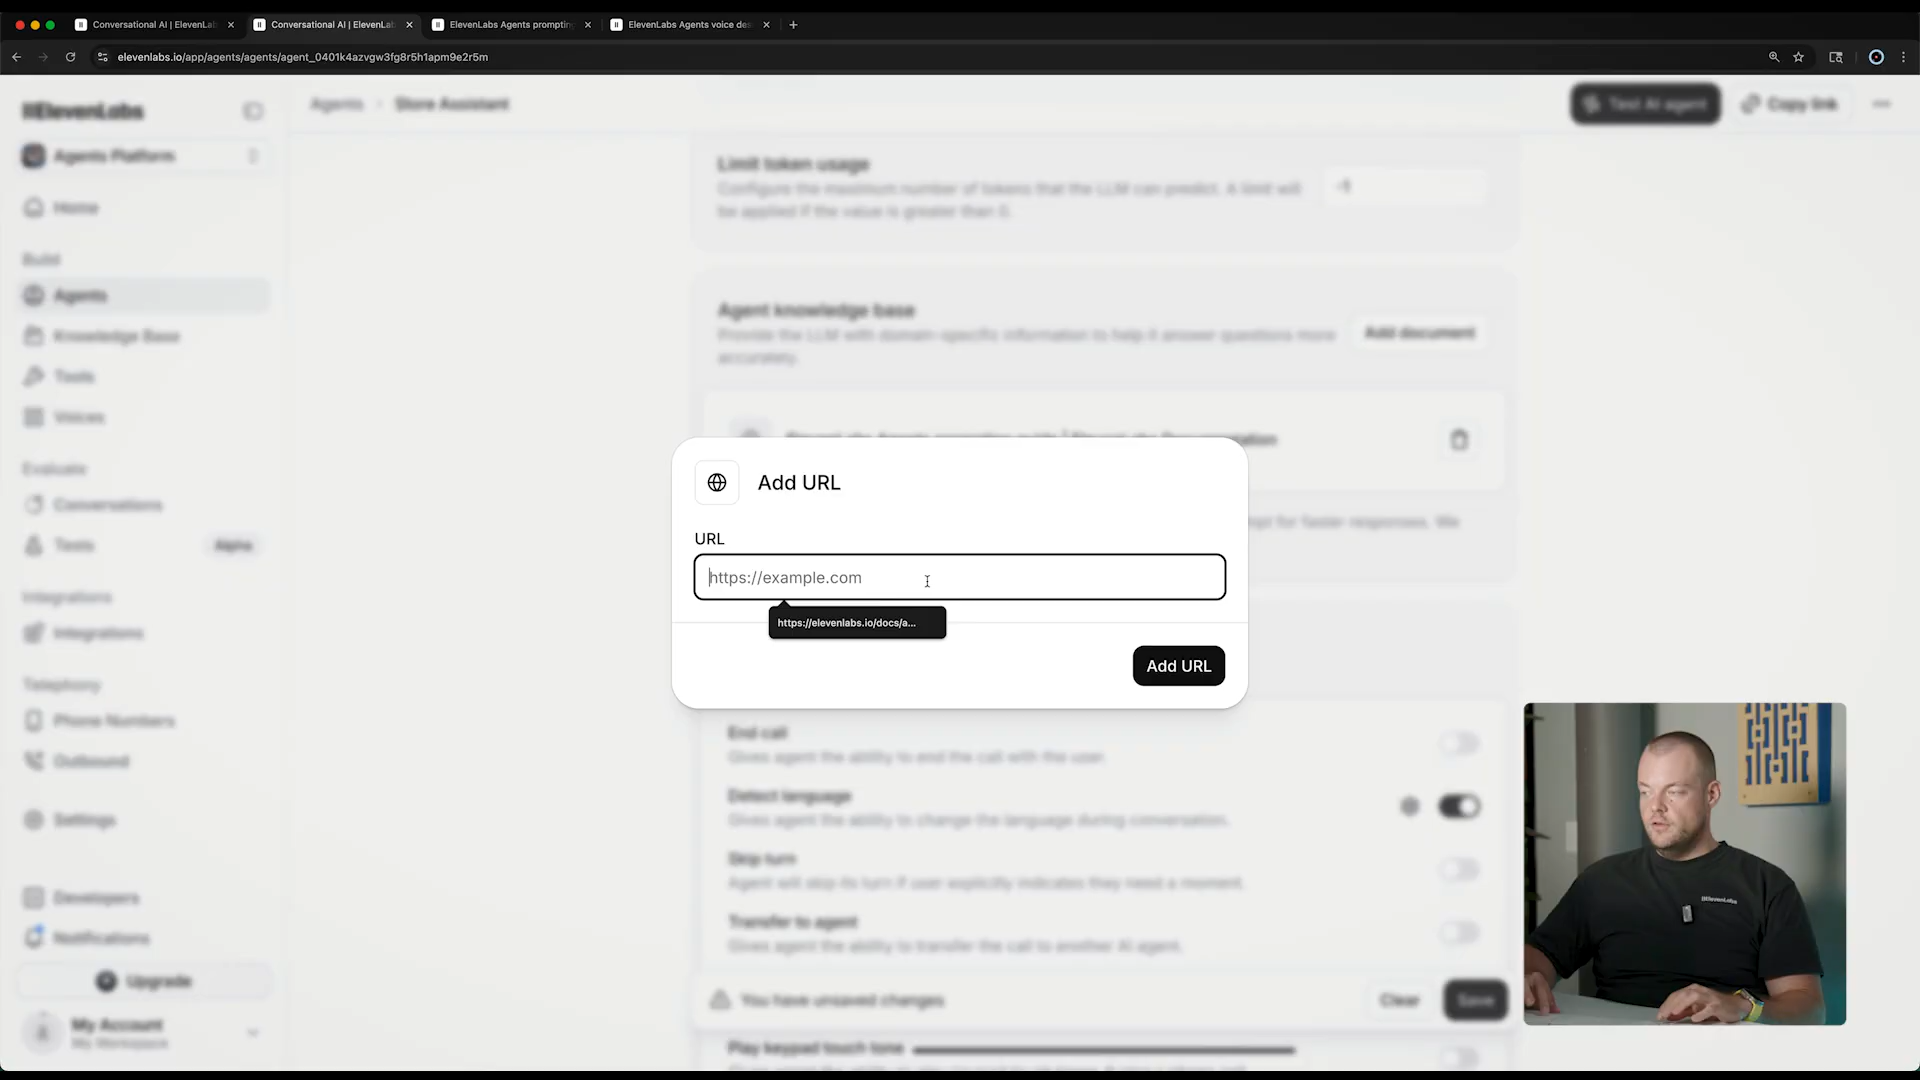 Conversational AI | ElevenLab
Conversational AI | ElevenLab
ElevenLabs Agents prompting
ElevenLabs Agents voice des
elevenlabs.io/app/agents/agents/agent_0401k4azvgw3fg8r5h1apm9e2r5m
IIElevenLabs
Agents Platform
Home
Build
Agents
Knowledge Base
Tools
Voices
Evaluate
Conversations
Tests
Alpha
Integrations
Integrations
Telephony
Phone Numbers
Outbound
Settings
Developers
Notifications
Upgrade
My Account
My Workspace
Agents
Store Assistant
Test AI agent
Copy link
Limit token usage
Configure the maximum number of tokens that the LLM can predict. A limit will
be applied if the value is greater than 0.
-1
Agent knowledge base
Provide the LLM with domain-specific information to help it answer questions more
accurately.
Add document
Add URL
URL
https://example.com
https://elevenlabs.io/docs/a...
Add URL
for faster responses. We
End call
Gives agent the ability to end the call with the user.
Detect language
Gives agent the ability to change the language during conversation.
Skip turn
Agent will skip its turn if user explicitly indicates they need a moment.
Transfer to agent
Gives agent the ability to transfer the call to another AI agent.
You have unsaved changes
Clear
Save
Play keypad touch tone
IIElevenLabs